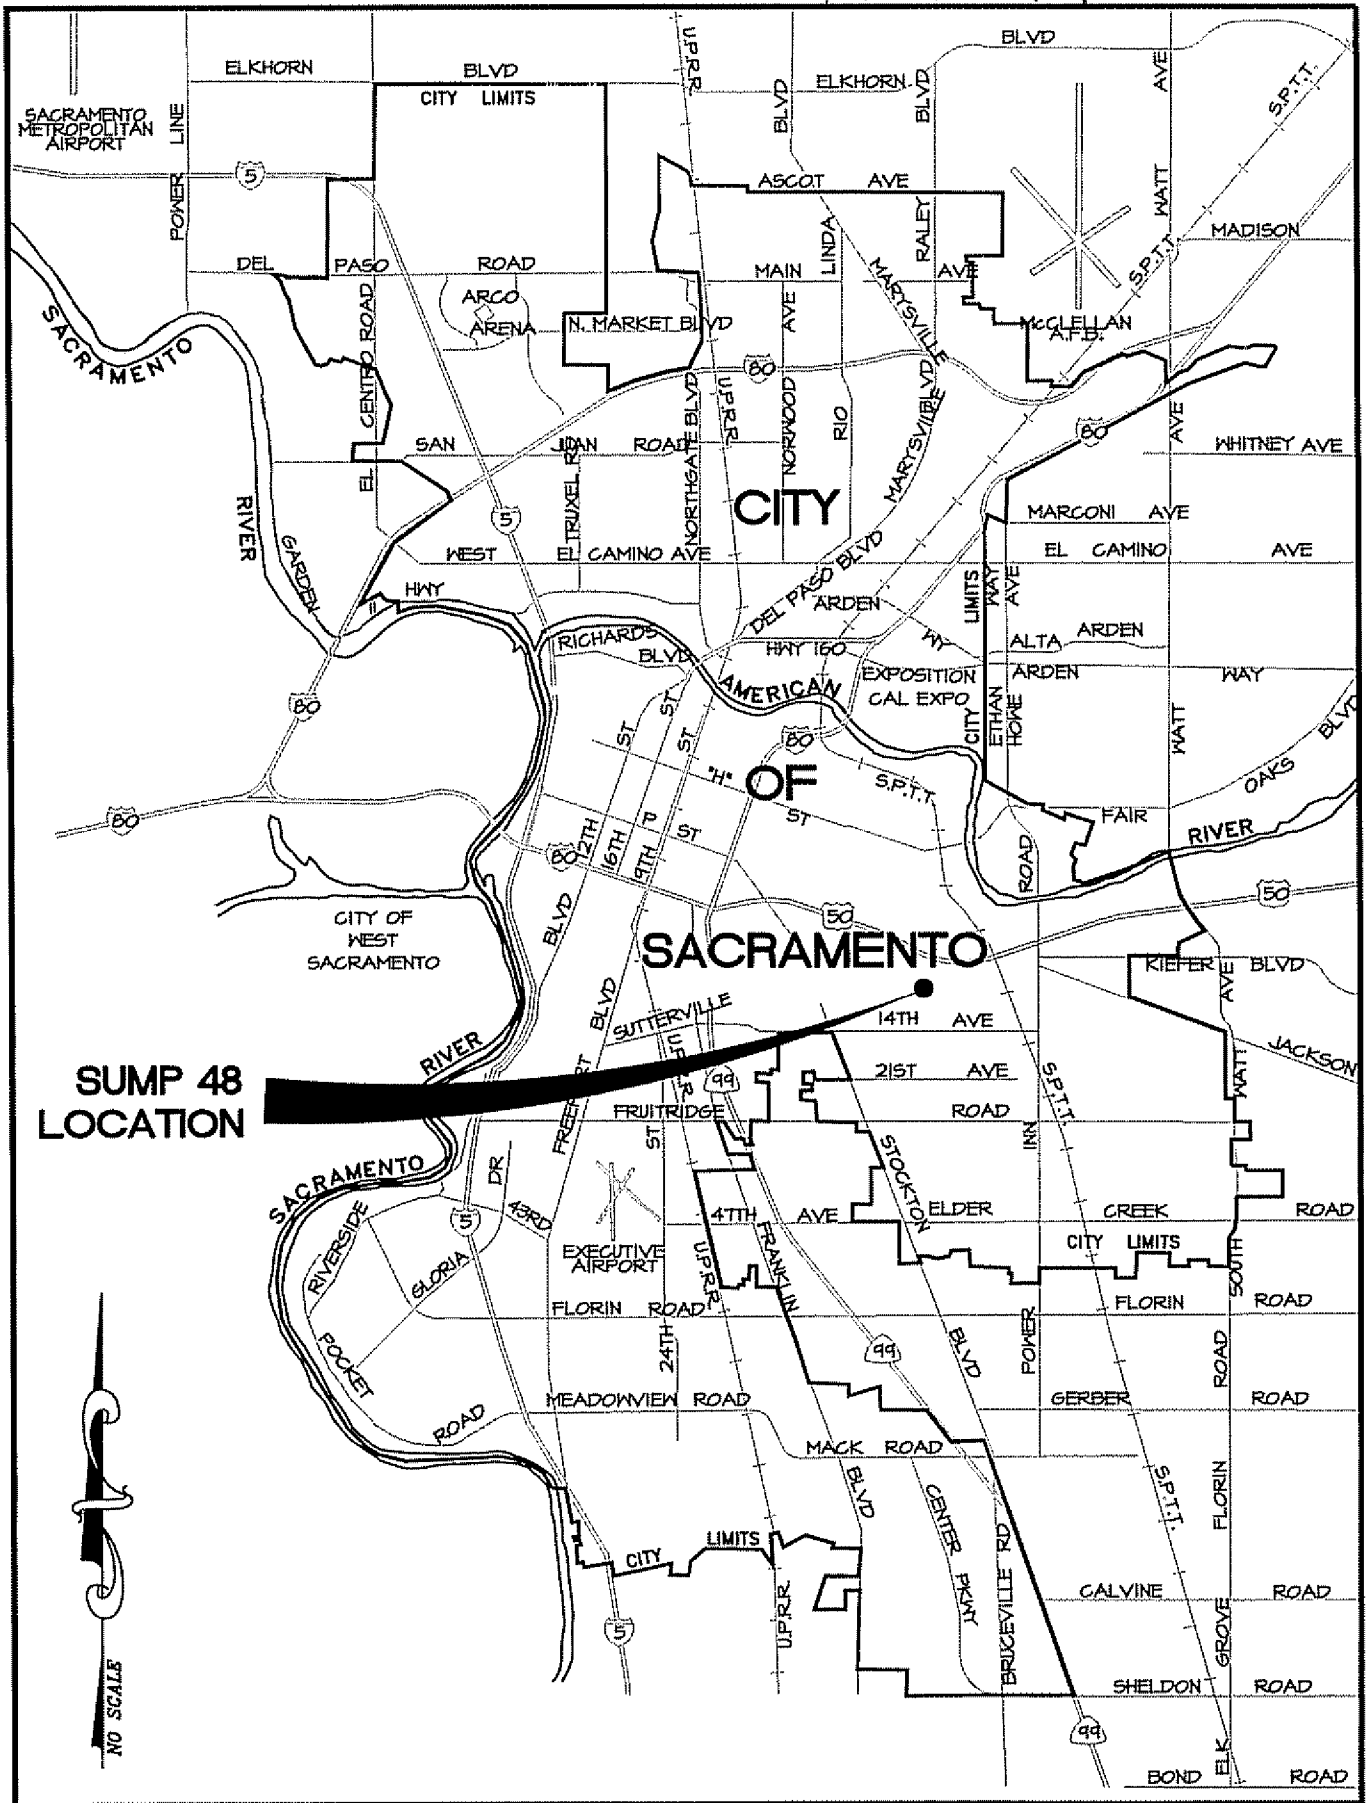 BLVD
ELKHORN BLVD
CITY LIMITS
U.P.R.R.
BLVD
ELKHORN
BLVD
AVE
S.P.T.T.
SACRAMENTO
METROPOLITAN
AIRPORT
POWER LINE
5
ASCOT AVE
LINDA
RALEY
WATT
S.P.T.T.
MADISON
DEL PASO ROAD
MAIN AVE
MARYSVILLE
ARCO
ARENA
N. MARKET BLVD
AVE
McCLELLAN
A.F.B.
SACRAMENTO
EL CENTRO ROAD
80
BLVD
NORTHGATE BLVD
U.P.R.R.
NORWOOD
RIO
MARYSVILLE
80
AVE
SAN JUAN ROAD
WHITNEY AVE
TRUXEL RD
CITY
MARYSVILLE
RIVER
5
MARCONI AVE
GARDEN
HWY
WEST EL CAMINO AVE
EL CAMINO AVE
DEL PASO BLVD
LIMITS
WAY
AVE
ARDEN
WY
ALTA ARDEN
RICHARDS
BLVD
HWY 160
EXPOSITION
CAL EXPO
ARDEN WAY
AMERICAN
80
ST
ST
ST
CITY
ETHAN
HOWE
WATT
OAKS BLVD
80
"H" ST
OF
S.P.T.T.
80
P ST
FAIR
RIVER
12TH
16TH
9TH
80
ROAD
50
50
CITY OF
WEST
SACRAMENTO
BLVD
SACRAMENTO
KIEFER BLVD
BLVD
SUTTERVILLE
14TH AVE
AVE
JACKSON
RIVER
SUMP 48
LOCATION
U.P.R.R.
99
21ST AVE
S.P.T.T.
WATT
FREEPORT
FRUITRIDGE
ROAD
ST
INN
SACRAMENTO
DR
STOCKTON
RIVERSIDE
5
43RD
47TH AVE
ELDER CREEK ROAD
CITY LIMITS
GLORIA
EXECUTIVE
AIRPORT
U.P.R.R.
FRANKLIN
SOUTH
FLORIN ROAD
FLORIN ROAD
POCKET
24TH
99
BLVD
POWER
ROAD
MEADOWVIEW ROAD
GERBER ROAD
ROAD
MACK ROAD
BLVD
CENTER PKWY
S.P.T.T.
FLORIN
CITY LIMITS
BRUCEVILLE RD
CALVINE ROAD
5
U.P.R.R.
GROVE
SHELDON ROAD
NO SCALE
99
ELK
BOND ROAD